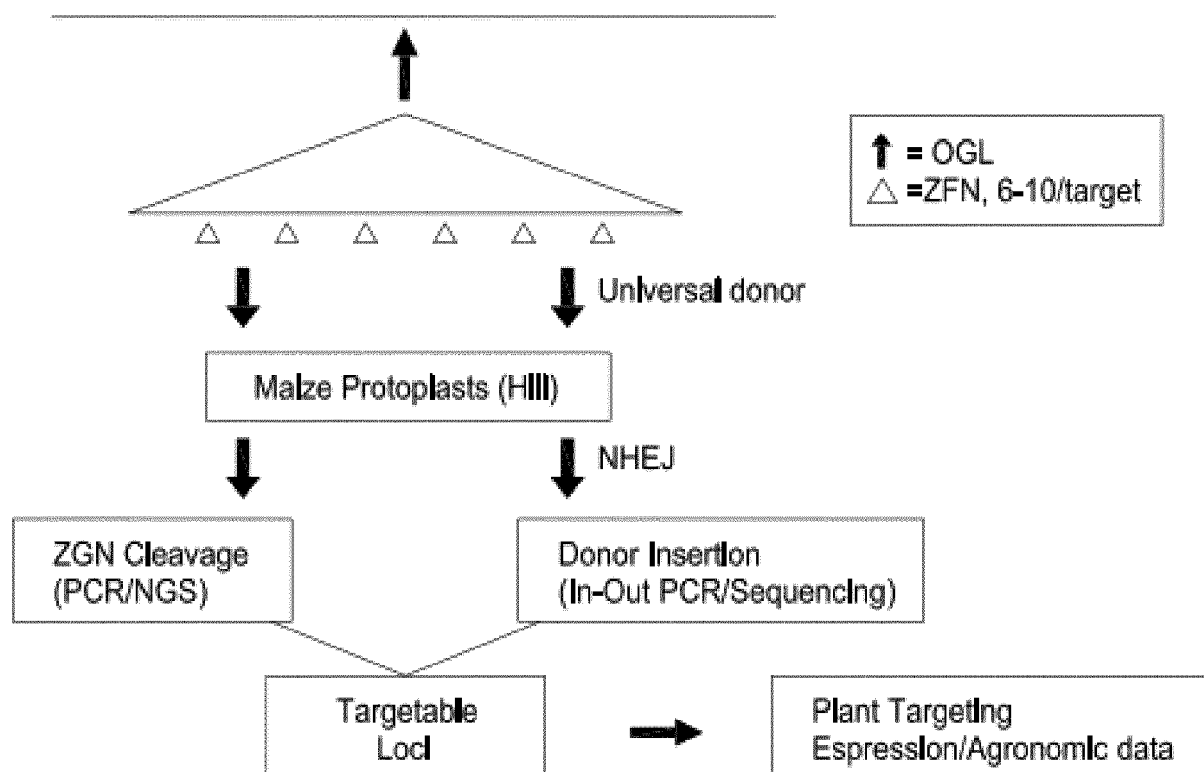 = OGL
=ZFN, 6-10/target
Universal donor
Maize Protoplasts (HIII)
NHEJ
ZGN Cleavage
(PCR/NGS)
Donor Insertion
(In-Out PCR/Sequencing)
Targetable
Loci
Plant Targeting
Espression/Agronomic data